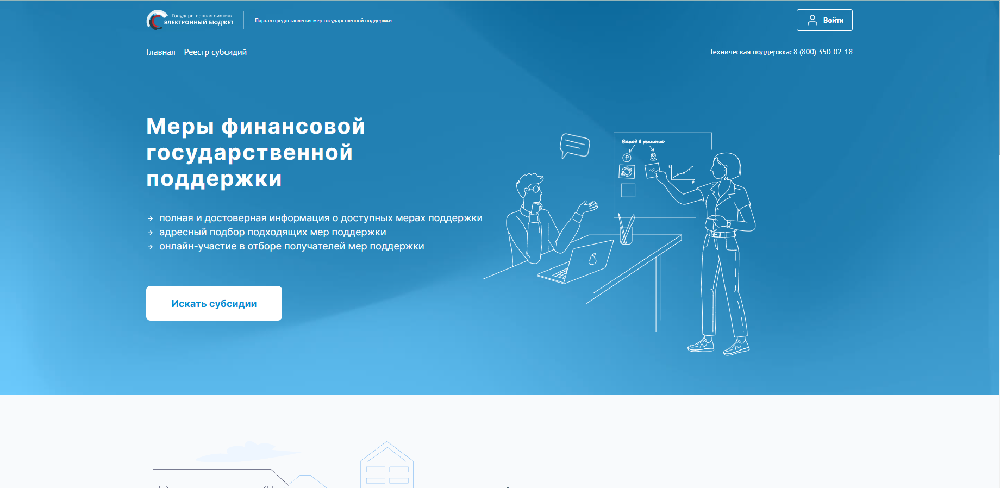 Государственная система
ЭЛЕКТРОННЫЙ БЮДЖЕТ
Портал предоставления мер государственной поддержки
Войти
Главная
Реестр субсидий
Техническая поддержка: 8 (800) 350-02-18
Меры финансовой
государственной
поддержки
→ полная и достоверная информация о доступных мерах поддержки
→ адресный подбор подходящих мер поддержки
→ онлайн-участие в отборе получателей мер поддержки
Искать субсидии
Выход в регионы
₽
42
t